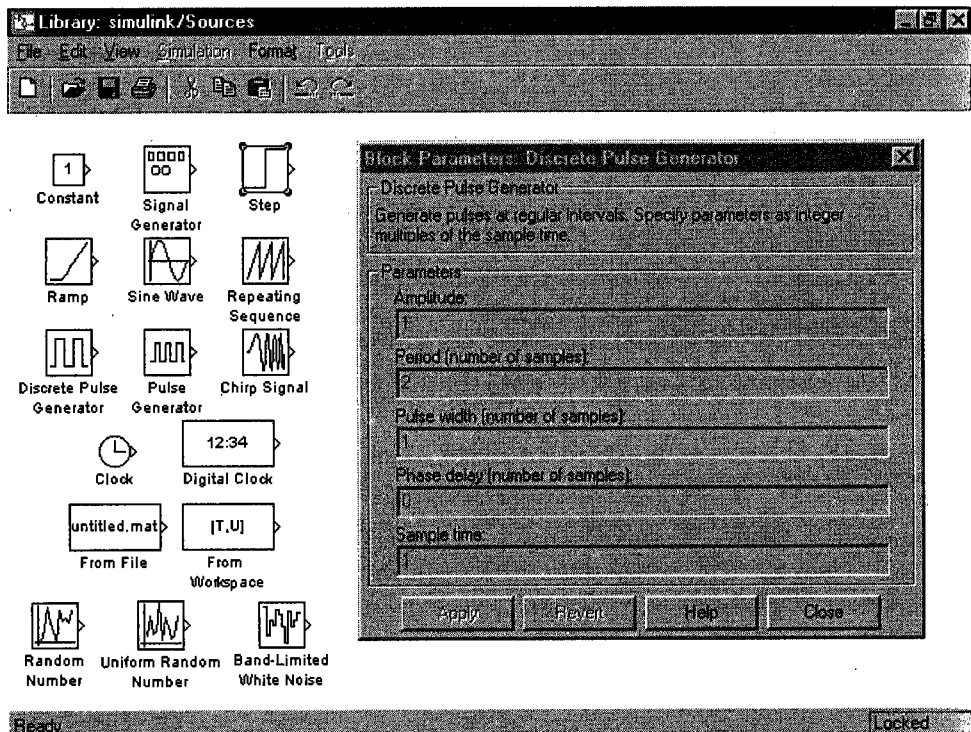 Library: simulink/Sources
File Edit View Simulation Format Tools
1
Constant
Signal
Generator
Step
Ramp
Sine Wave
Repeating
Sequence
Discrete Pulse
Generator
Pulse
Generator
Chirp Signal
Clock
12:34
Digital Clock
untitled.mat
From File
[T,U]
From
Workspace
Random
Number
Uniform Random
Number
Band-Limited
White Noise
Block Parameters: Discrete Pulse Generator
Discrete Pulse Generator
Generate pulses at regular intervals. Specify parameters as integer
multiples of the sample time.
Parameters
Amplitude:
1
Period (number of samples):
2
Pulse width (number of samples):
1
Phase delay (number of samples):
0
Sample time:
1
Apply Revert Help Close
Ready Locked